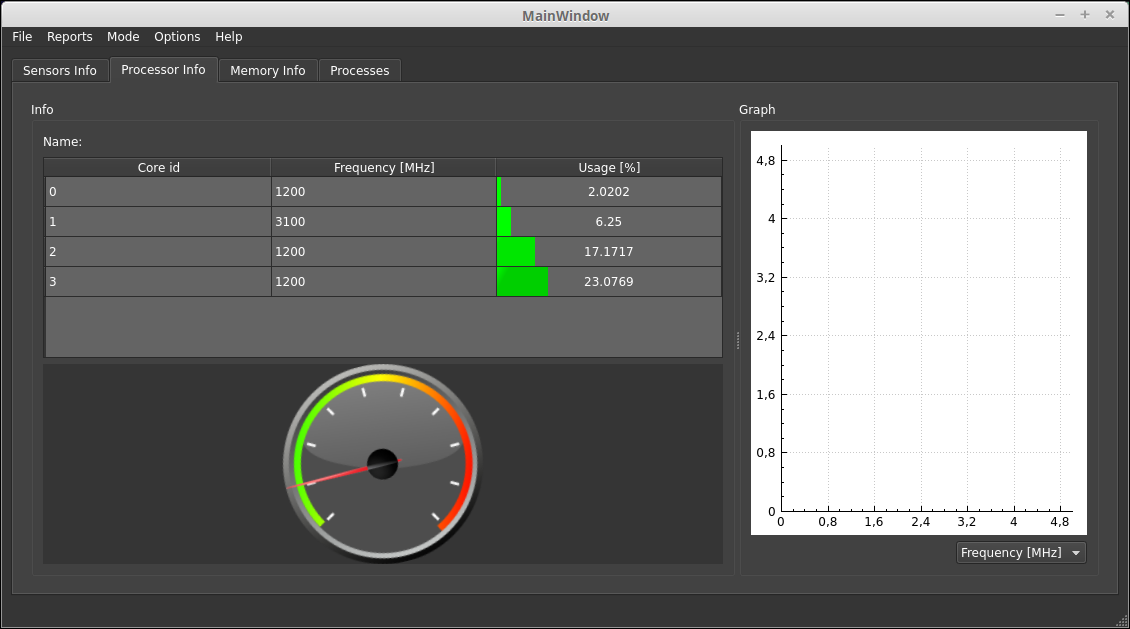 MainWindow
File Reports Mode Options Help
Sensors Info Processor Info Memory Info Processes
Info
Name:
Core id Frequency [MHz] Usage [%]
0 1200 2.0202
1 3100 6.25
2 1200 17.1717
3 1200 23.0769
Graph
4,8
4
3,2
2,4
1,6
0,8
0
0 0,8 1,6 2,4 3,2 4 4,8
Frequency [MHz]